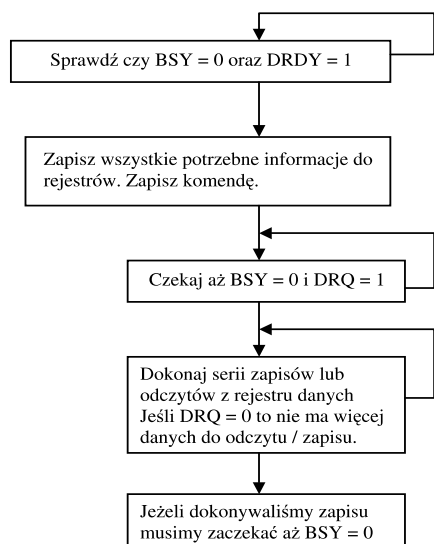 Sprawdź czy BSY = 0 oraz DRDY = 1
Zapisz wszystkie potrzebne informacje do
rejestrów. Zapisz komendę.
Czekaj aż BSY = 0 i DRQ = 1
Dokonaj serii zapisów lub
odczytów z rejestru danych
Jeśli DRQ = 0 to nie ma więcej
danych do odczytu / zapisu.
Jeżeli dokonywaliśmy zapisu
musimy zaczekać aż BSY = 0